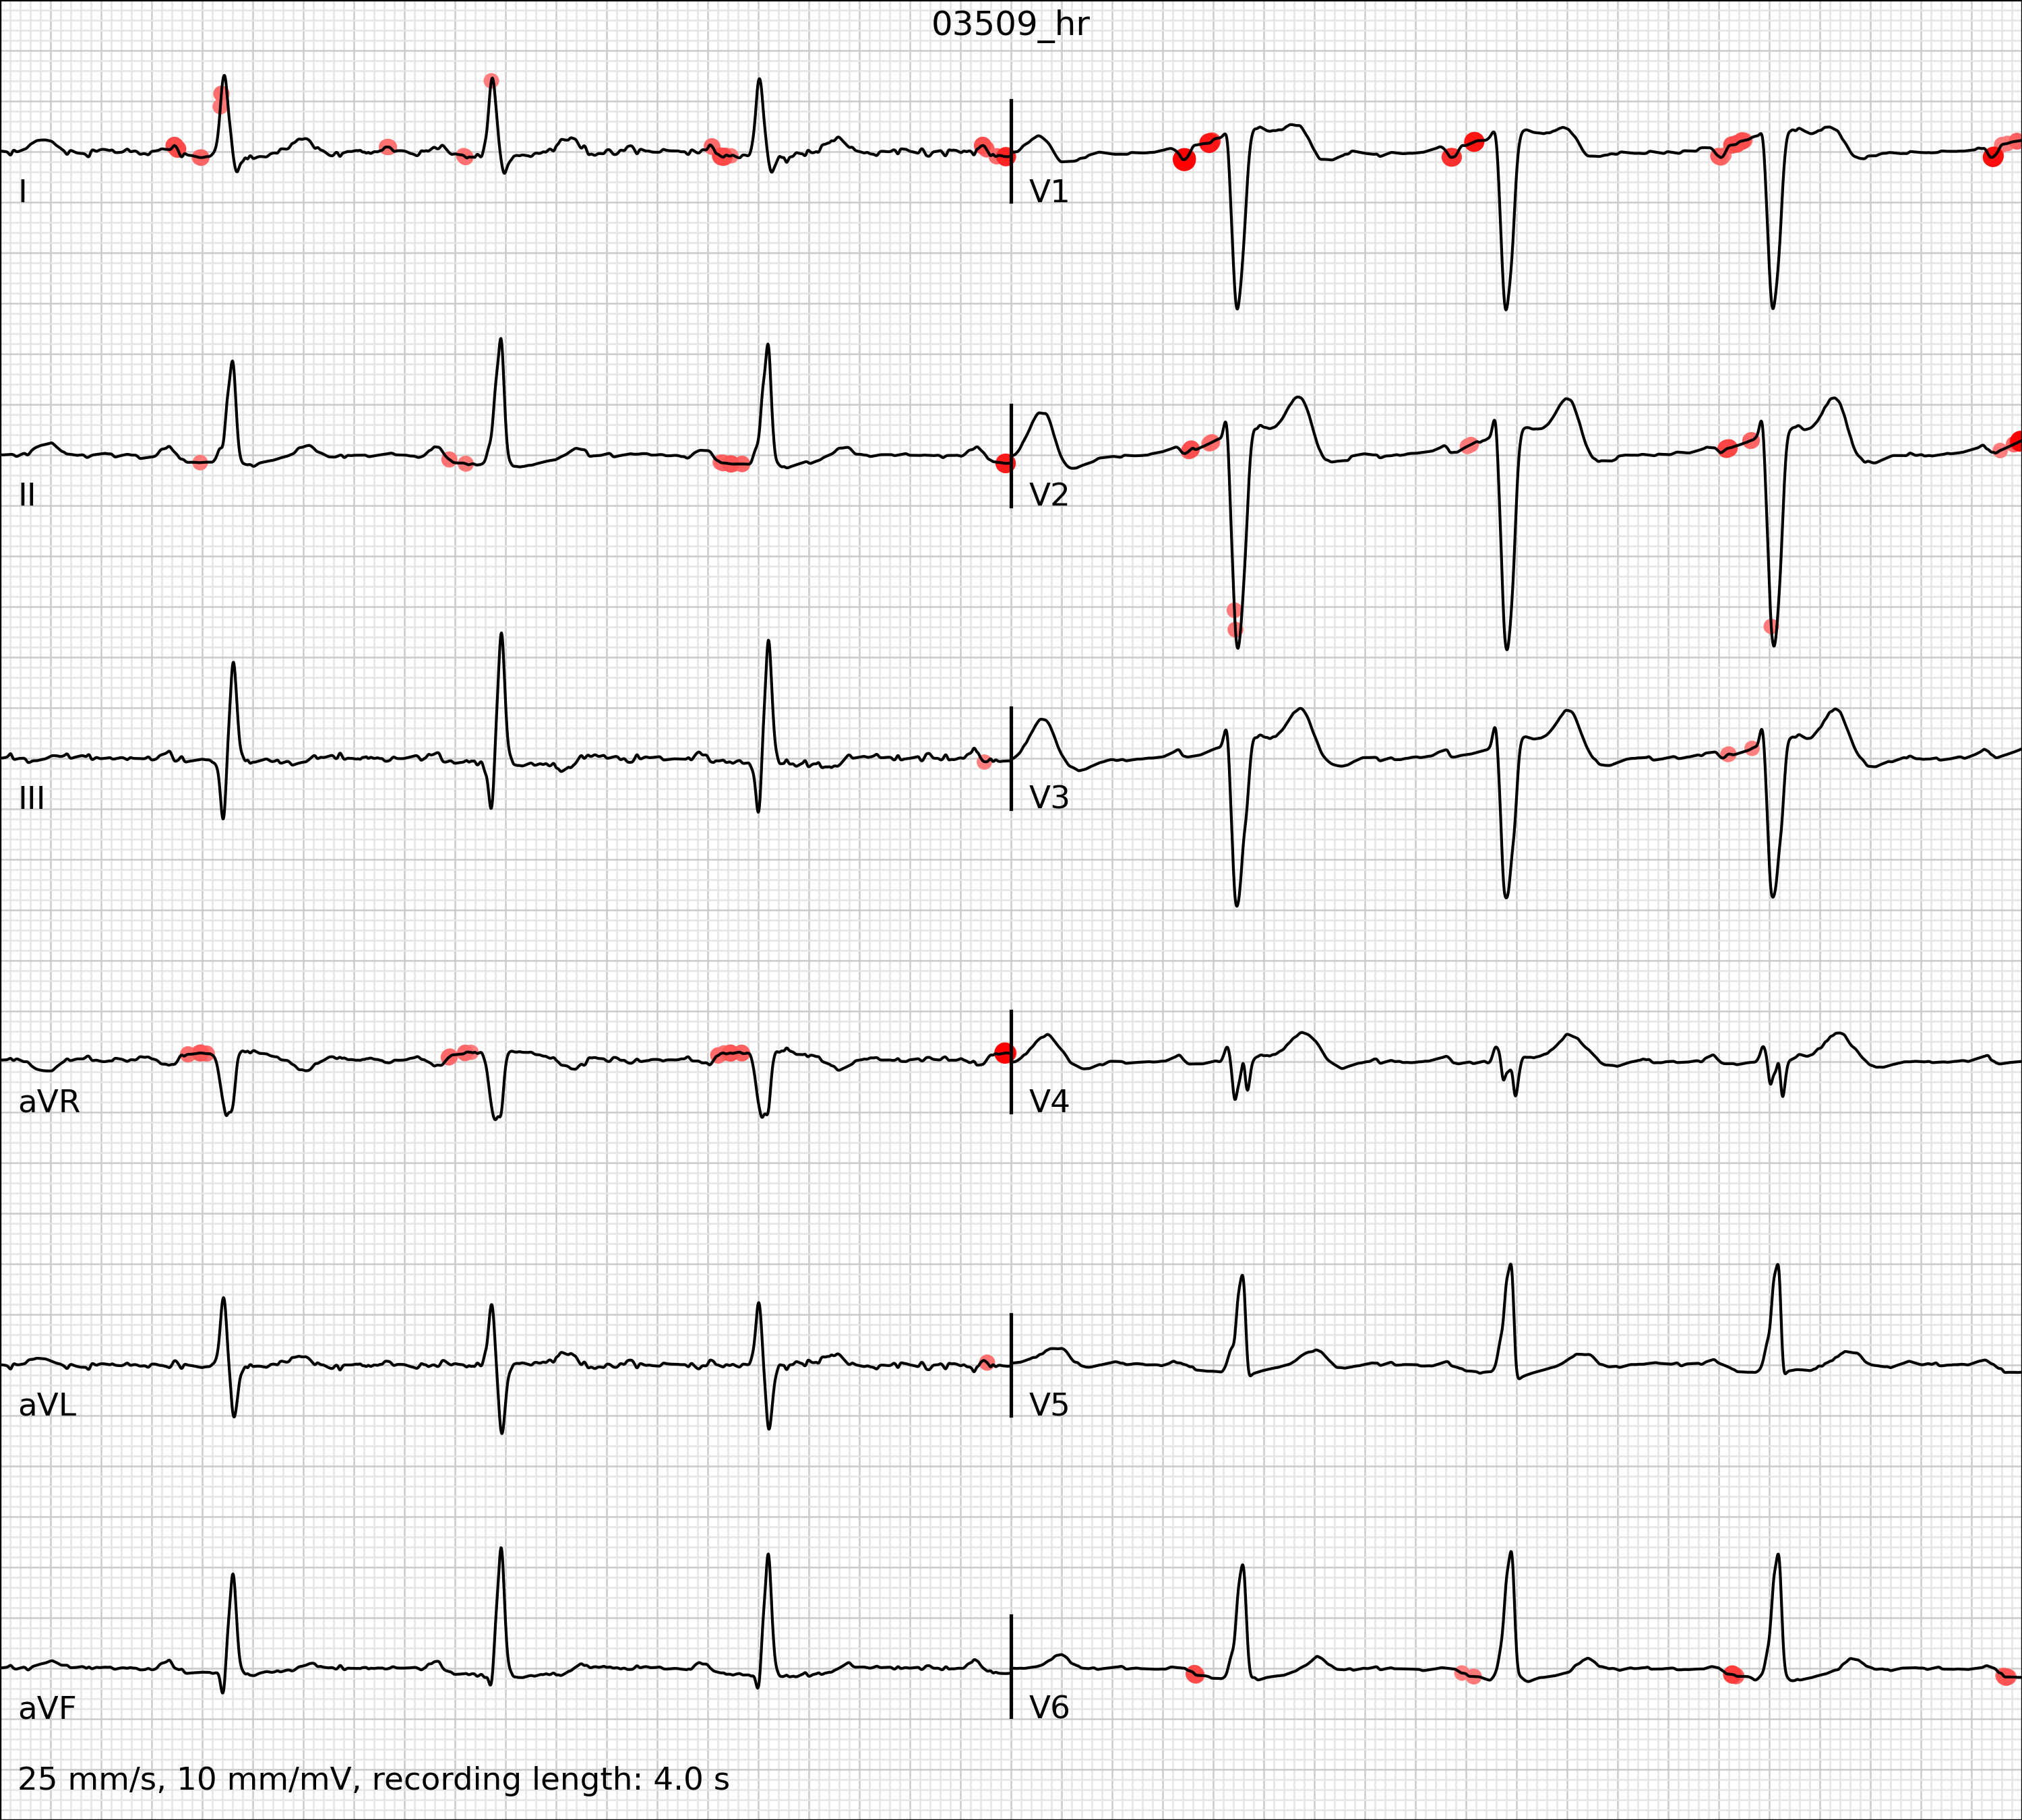 03509_hr
I
V1
II
V2
III
V3
aVR
V4
aVL
V5
aVF
V6
25 mm/s, 10 mm/mV, recording length: 4.0 s